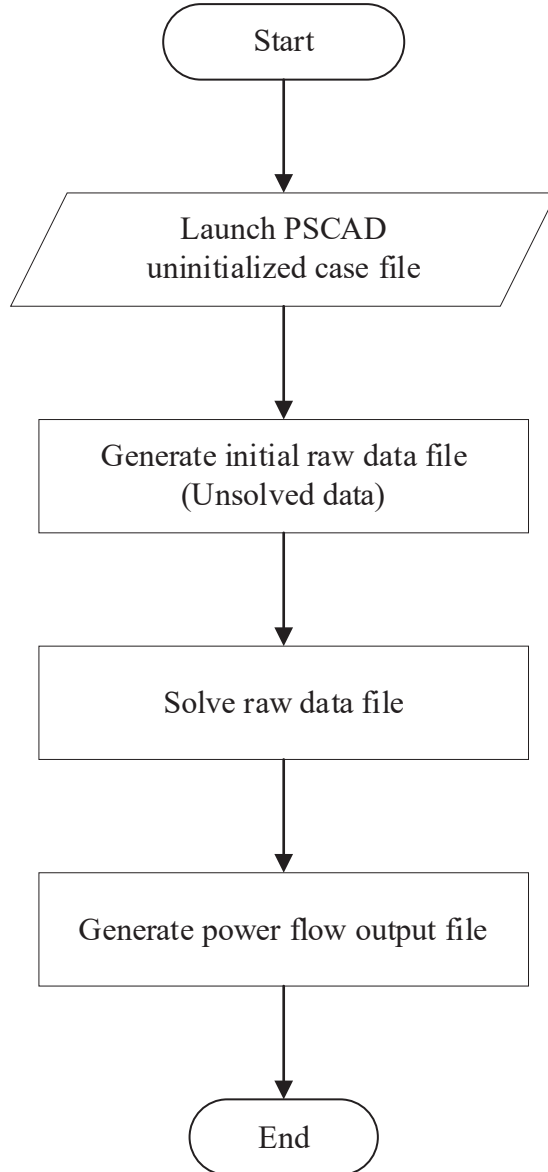 Start
Launch PSCAD
uninitialized case file
Generate initial raw data file
(Unsolved data)
Solve raw data file
Generate power flow output file
End